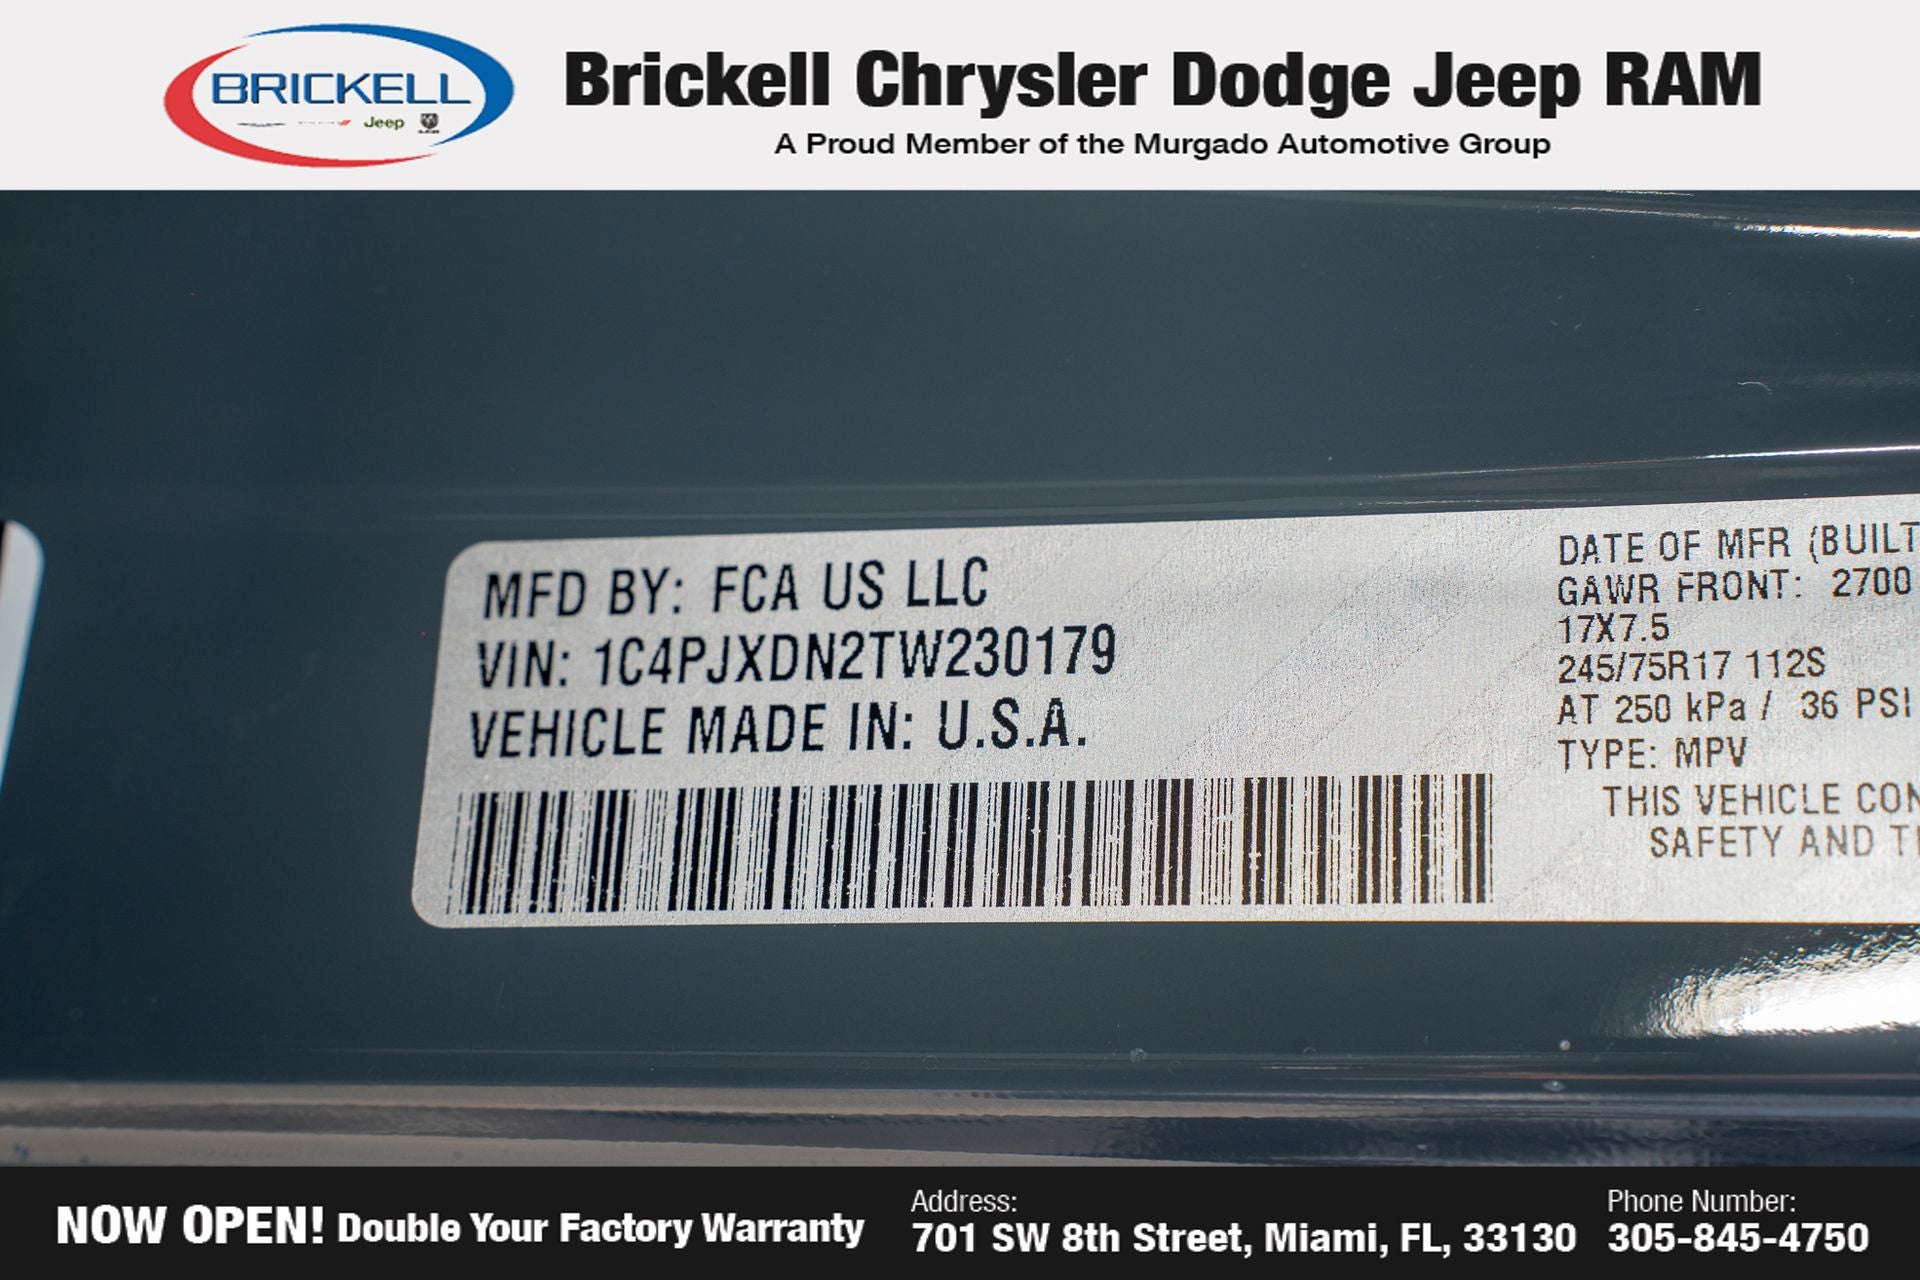 BRICKELL
Jeep
Brickell Chrysler Dodge Jeep RAM
A Proud Member of the Murgado Automotive Group
MFD BY: FCA US LLC
VIN: 1C4PJXDN2TW230179
VEHICLE MADE IN: U.S.A.
DATE OF MFR (BUILT
GAWR FRONT: 2700
17X7.5
245/75R17 112S
AT 250 kPa / 36 PSI
TYPE: MPV
THIS VEHICLE CON
SAFETY AND T
NOW OPEN! Double Your Factory Warranty
Address:
701 SW 8th Street, Miami, FL, 33130
Phone Number:
305-845-4750